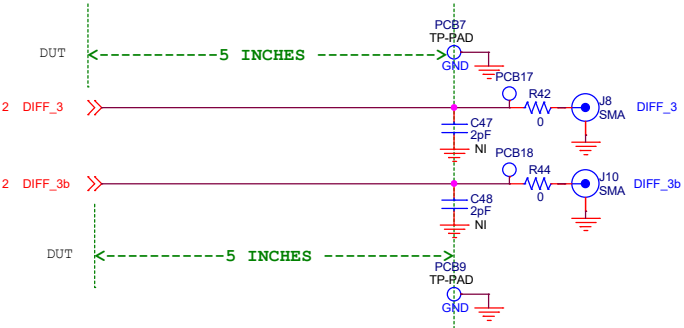 PCB7
TP-PAD
DUT
5 INCHES
GND
PCB17
R42
2 DIFF_3
J8
SMA
DIFF_3
0
C47
2pF
NI
PCB18
R44
2 DIFF_3b
J10
SMA
DIFF_3b
0
C48
2pF
NI
DUT
5 INCHES
PCB9
TP-PAD
GND